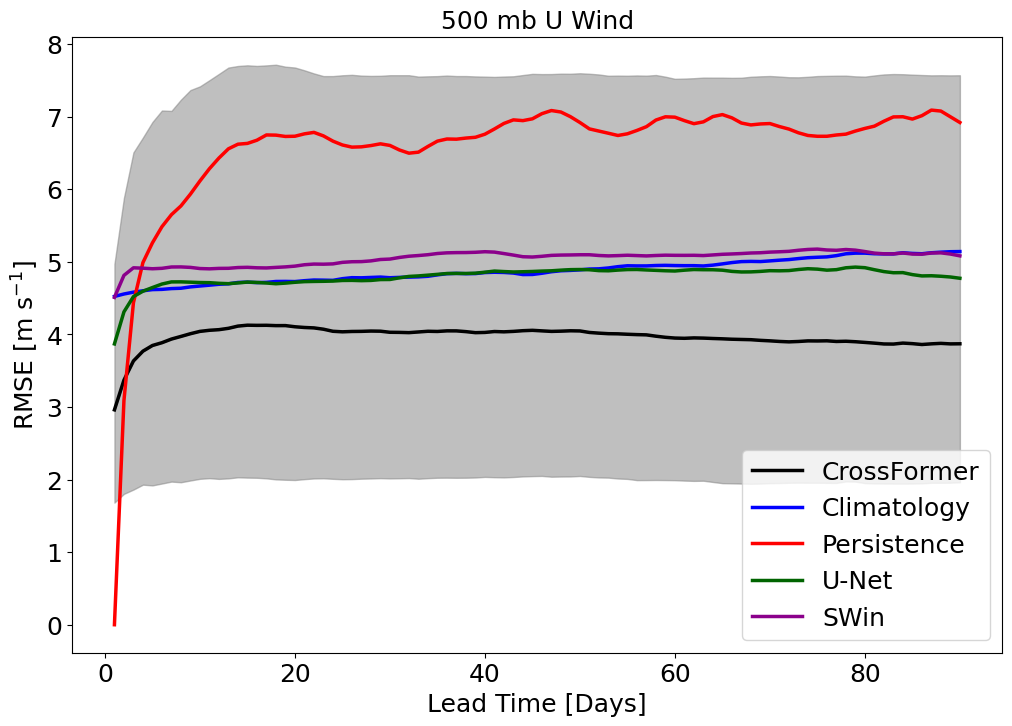 500 mb U Wind
RMSE [m s⁻¹]
8
7
6
5
4
3
2
1
0
0 20 40 60 80
Lead Time [Days]
CrossFormer
Climatology
Persistence
U-Net
SWin